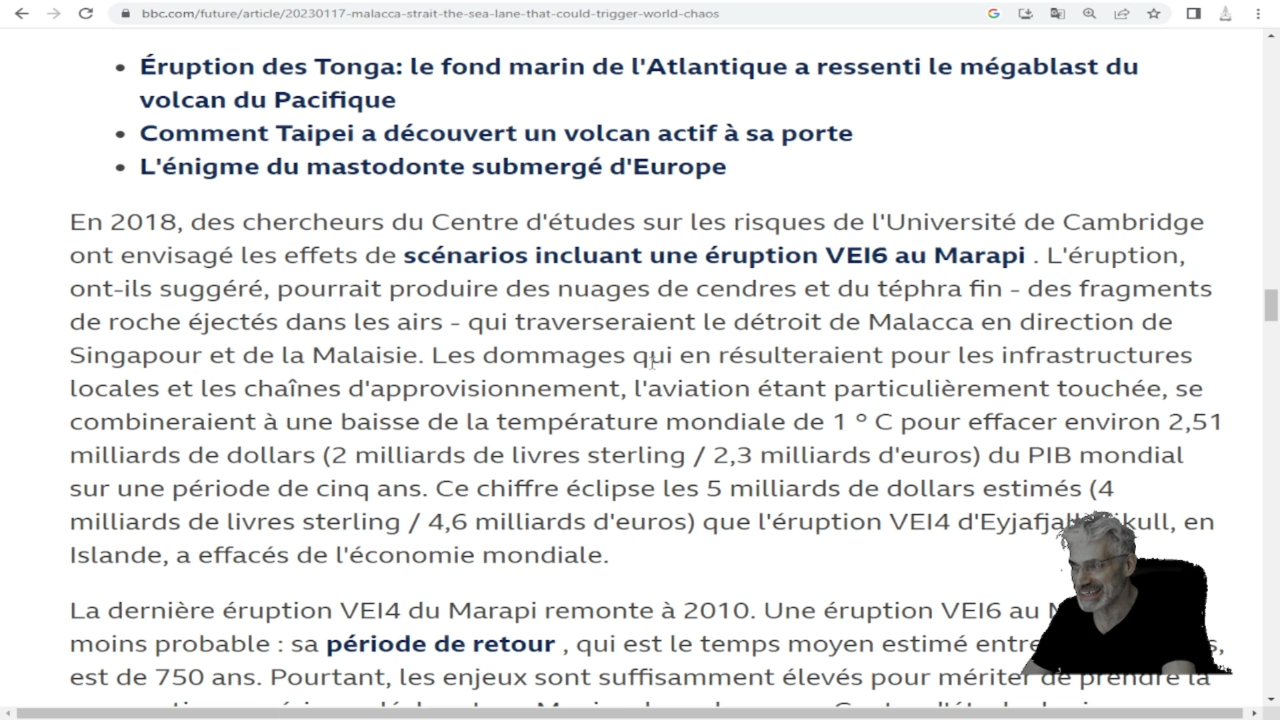 bbc.com/future/article/20230117-malacca-strait-the-sea-lane-that-could-trigger-world-chaos
• Éruption des Tonga: le fond marin de l'Atlantique a ressenti le mégablast du
volcan du Pacifique
• Comment Taipei a découvert un volcan actif à sa porte
• L'énigme du mastodonte submergé d'Europe
En 2018, des chercheurs du Centre d'études sur les risques de l'Université de Cambridge
ont envisagé les effets de scénarios incluant une éruption VEI6 au Marapi . L'éruption,
ont-ils suggéré, pourrait produire des nuages de cendres et du téphra fin - des fragments
de roche éjectés dans les airs - qui traverseraient le détroit de Malacca en direction de
Singapour et de la Malaisie. Les dommages qui en résulteraient pour les infrastructures
locales et les chaînes d'approvisionnement, l'aviation étant particulièrement touchée, se
combineraient à une baisse de la température mondiale de 1 ° C pour effacer environ 2,51
milliards de dollars (2 milliards de livres sterling / 2,3 milliards d'euros) du PIB mondial
sur une période de cinq ans. Ce chiffre éclipse les 5 milliards de dollars estimés (4
milliards de livres sterling / 4,6 milliards d'euros) que l'éruption VEI4 en
Islande, a effacés de l'économie mondiale.
La dernière éruption VEI4 du Marapi remonte à 2010. Une éruption VEI6 au
moins probable : sa période de retour , qui est le temps moyen estimé
est de 750 ans. Pourtant, les enjeux sont suffisamment élevés pour mériter de prendre la